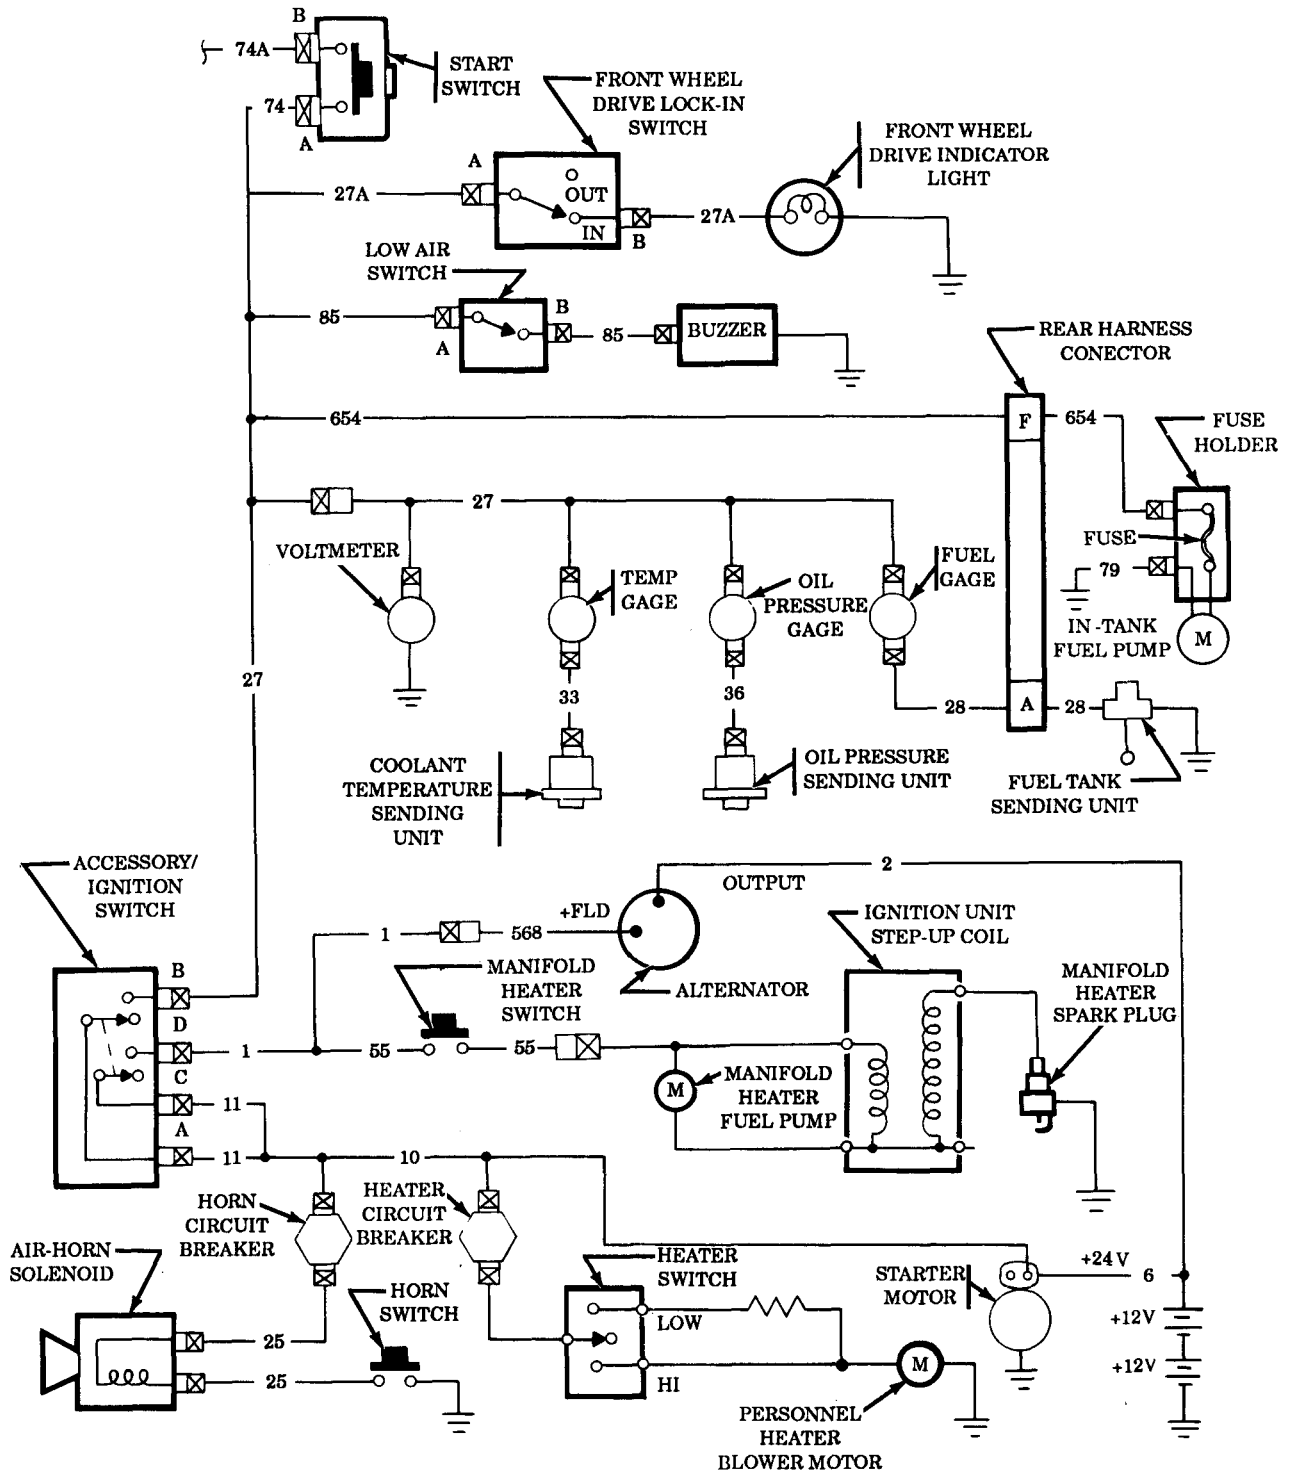 B
74A
START
SWITCH
74
A
FRONT WHEEL
DRIVE LOCK-IN
SWITCH
FRONT WHEEL
DRIVE INDICATOR
LIGHT
A
27A
OUT
IN
B
27A
LOW AIR
SWITCH
85
A
B
85
BUZZER
REAR HARNESS
CONECTOR
654
F
654
FUSE
HOLDER
27
VOLTMETER
TEMP
GAGE
OIL
PRESSURE
GAGE
FUEL
GAGE
FUSE
79
IN-TANK
FUEL PUMP
M
27
33
36
28
A
28
COOLANT
TEMPERATURE
SENDING
UNIT
OIL PRESSURE
SENDING UNIT
FUEL TANK
SENDING UNIT
ACCESSORY/
IGNITION
SWITCH
2
OUTPUT
+FLD
1
568
ALTERNATOR
IGNITION UNIT
STEP-UP COIL
MANIFOLD
HEATER
SWITCH
MANIFOLD
HEATER
SPARK PLUG
B
D
1
55
55
C
M
MANIFOLD
HEATER
FUEL PUMP
11
A
11
10
HORN
CIRCUIT
BREAKER
HEATER
CIRCUIT
BREAKER
AIR-HORN
SOLENOID
HORN
SWITCH
HEATER
SWITCH
STARTER
MOTOR
+24V
6
+12V
+12V
LOW
HI
25
25
M
PERSONNEL
HEATER
BLOWER MOTOR